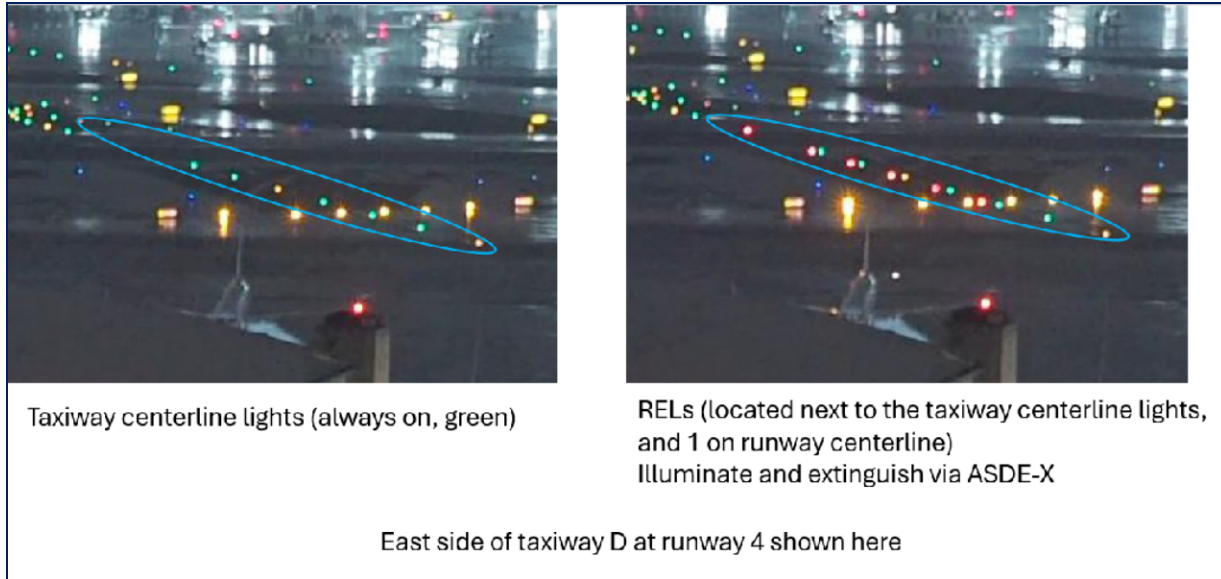 Taxiway centerline lights (always on, green)
RELs (located next to the taxiway centerline lights,
and 1 on runway centerline)
Illuminate and extinguish via ASDE-X
East side of taxiway D at runway 4 shown here